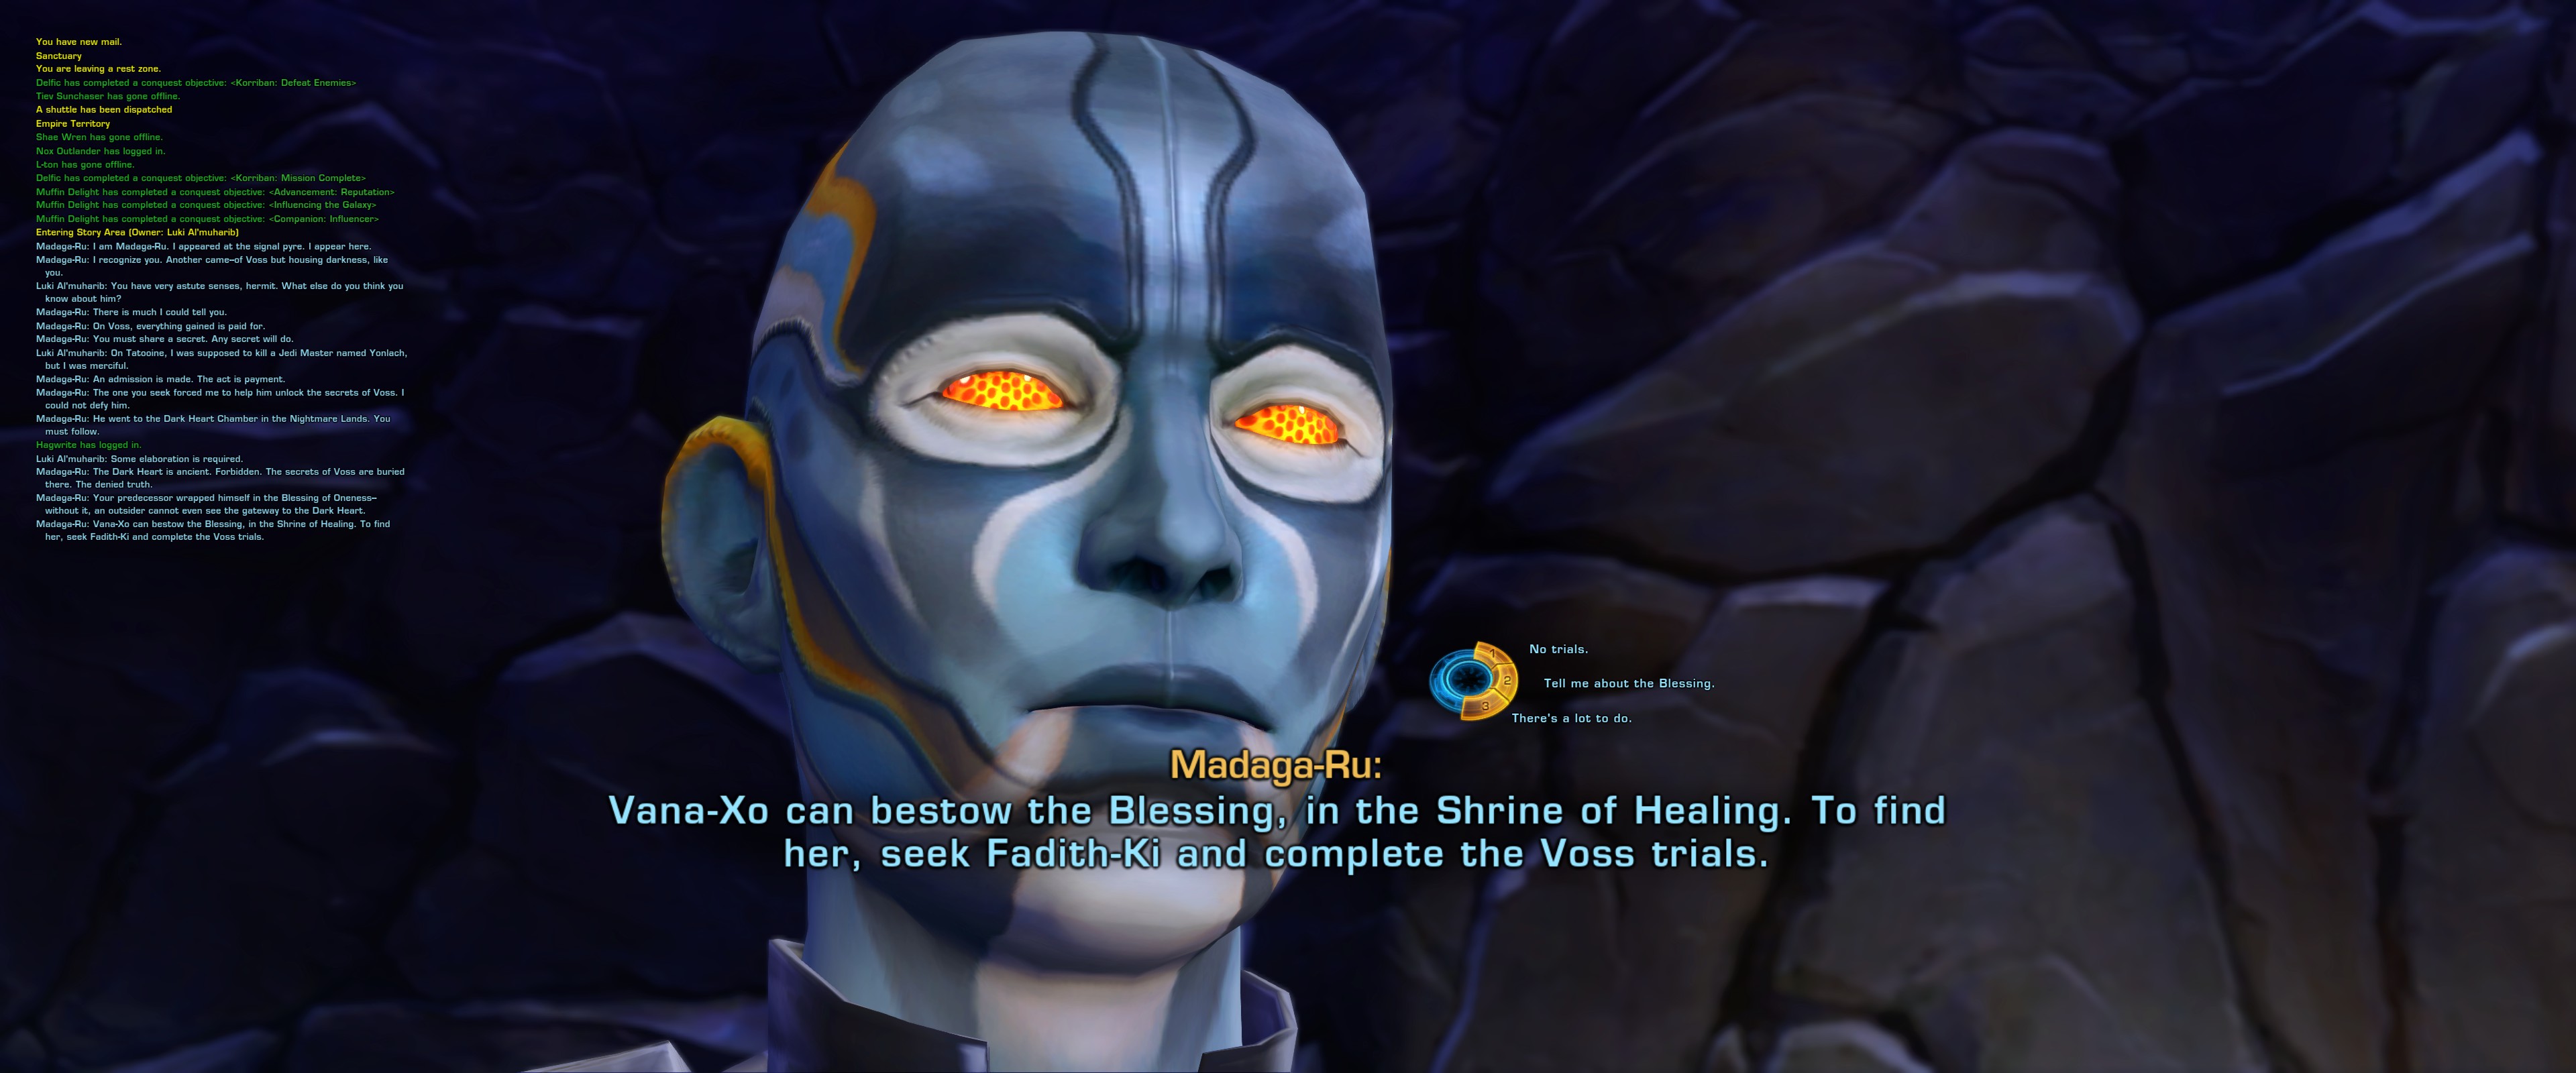 You have new mail.
Sanctuary
You are leaving a rest zone.
Delfic has completed a conquest objective: <Korriban: Defeat Enemies>
Tiev Sunchaser has gone offline.
A shuttle has been dispatched
Empire Territory
Shae Wren has gone offline.
Nox Outlander has logged in.
L-ton has gone offline.
Delfic has completed a conquest objective: <Korriban: Mission Complete>
Muffin Delight has completed a conquest objective: <Advancement: Reputation>
Muffin Delight has completed a conquest objective: <Influencing the Galaxy>
Muffin Delight has completed a conquest objective: <Companion: Influencer>
Entering Story Area (Owner: Luki Al'muharib)
Madaga-Ru: I am Madaga-Ru. I appeared at the signal pyre. I appear here.
Madaga-Ru: I recognize you. Another came--of Voss but housing darkness, like
you.
Luki Al'muharib: You have very astute senses, hermit. What else do you think you
know about him?
Madaga-Ru: There is much I could tell you.
Madaga-Ru: On Voss, everything gained is paid for.
Madaga-Ru: You must share a secret. Any secret will do.
Luki Al'muharib: On Tatooine, I was supposed to kill a Jedi Master named Yonlach,
but I was merciful.
Madaga-Ru: An admission is made. The act is payment.
Madaga-Ru: The one you seek forced me to help him unlock the secrets of Voss. I
could not defy him.
Madaga-Ru: He went to the Dark Heart Chamber in the Nightmare Lands. You
must follow.
Hagwrite has logged in.
Luki Al'muharib: Some elaboration is required.
Madaga-Ru: The Dark Heart is ancient. Forbidden. The secrets of Voss are buried
there. The denied truth.
Madaga-Ru: Your predecessor wrapped himself in the Blessing of Oneness--
without it, an outsider cannot even see the gateway to the Dark Heart.
Madaga-Ru: Vana-Xo can bestow the Blessing, in the Shrine of Healing. To find
her, seek Fadith-Ki and complete the Voss trials.
1 No trials.
2 Tell me about the Blessing.
3 There's a lot to do.
Madaga-Ru:
Vana-Xo can bestow the Blessing, in the Shrine of Healing. To find
her, seek Fadith-Ki and complete the Voss trials.